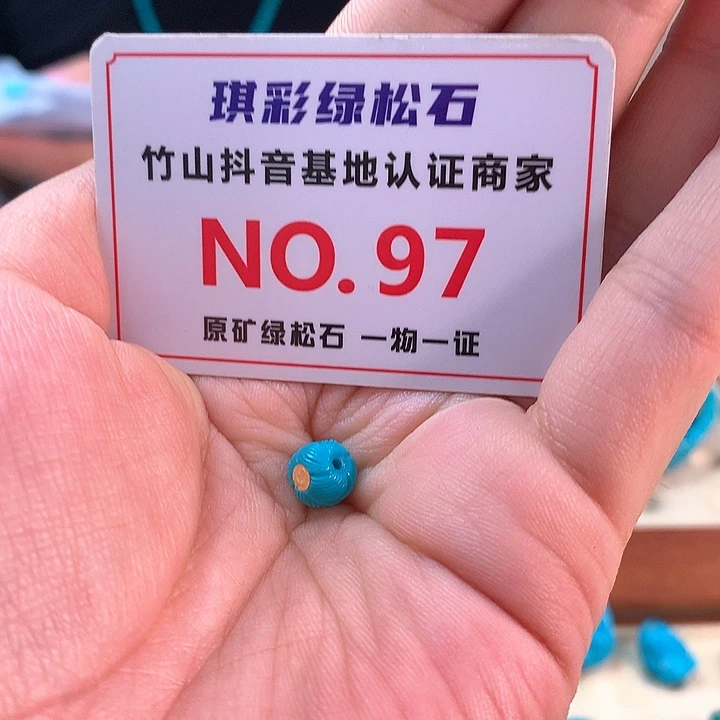 琪彩绿松石
竹山抖音基地认证商家
NO.97
原矿绿松石 一物一证